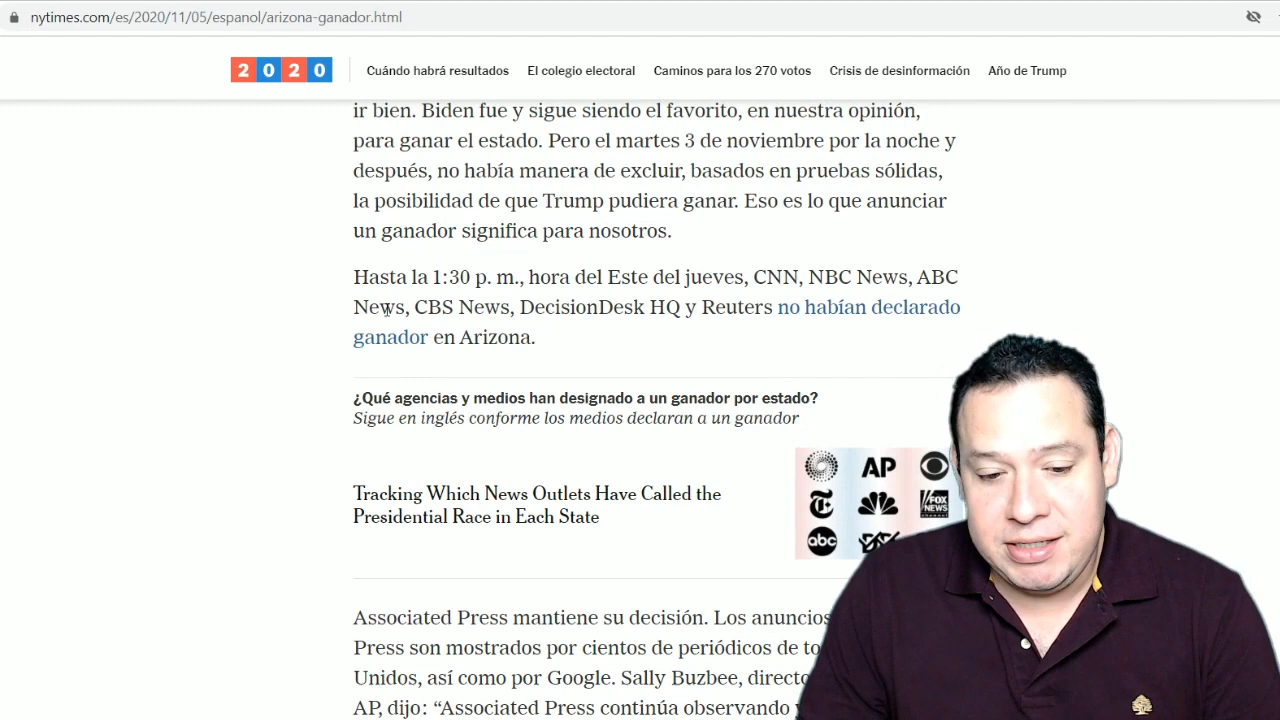 nytimes.com/es/2020/11/05/espanol/arizona-ganador.html
2020 Cuándo habrá resultados El colegio electoral Caminos para los 270 votos Crisis de desinformación Año de Trump
ir bien. Biden fue y sigue siendo el favorito, en nuestra opinión,
para ganar el estado. Pero el martes 3 de noviembre por la noche y
después, no había manera de excluir, basados en pruebas sólidas,
la posibilidad de que Trump pudiera ganar. Eso es lo que anunciar
un ganador significa para nosotros.
Hasta la 1:30 p. m., hora del Este del jueves, CNN, NBC News, ABC
News, CBS News, DecisionDesk HQ y Reuters no habían declarado
ganador en Arizona.
¿Qué agencias y medios han designado a un ganador por estado?
Sigue en inglés conforme los medios declaran a un ganador
Tracking Which News Outlets Have Called the
Presidential Race in Each State
AP
FOX
NEWS
abc
Associated Press mantiene su decisión. Los anuncios
Press son mostrados por cientos de periódicos de
Unidos, así como por Google. Sally Buzbee,
AP, dijo: “Associated Press continúa observando